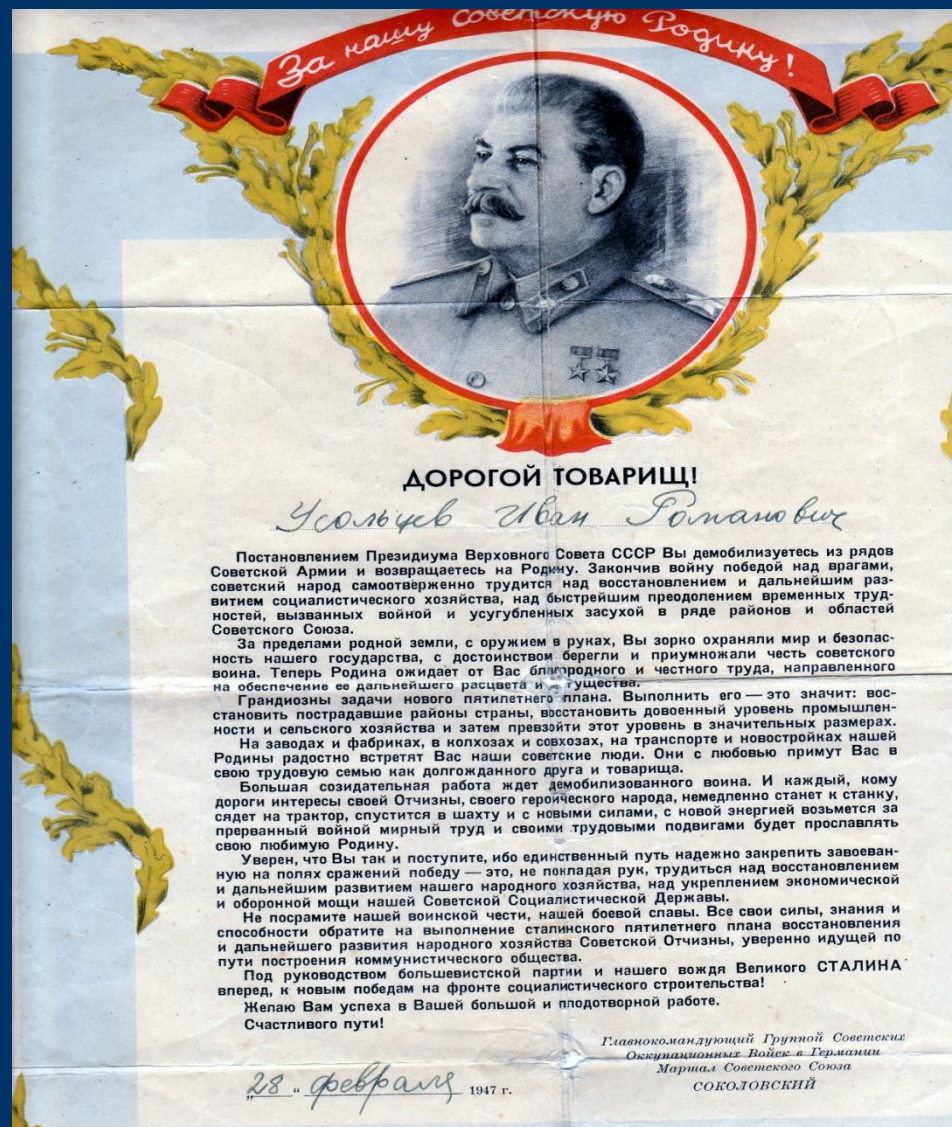 За нашу Советскую Родину!
ДОРОГОЙ ТОВАРИЩ!
Усольцев Иван Романович
Постановлением Президиума Верховного Совета СССР Вы демобилизуетесь из рядов
Советской Армии и возвращаетесь на Родину. Закончив войну победой над врагами,
советский народ самоотверженно трудится над восстановлением и дальнейшим раз-
витием социалистического хозяйства, над быстрейшим преодолением временных труд-
ностей, вызванных войной и усугубленных засухой в ряде районов и областей
Советского Союза.
За пределами родной земли, с оружием в руках, Вы зорко охраняли мир и безопас-
ность нашего государства, с достоинством берегли и приумножали честь советского
воина. Теперь Родина ожидает от Вас благородного и честного труда, направленного
на обеспечение ее дальнейшего расцвета и могущества.
Грандиозны задачи нового пятилетнего плана. Выполнить его — это значит: вос-
становить пострадавшие районы страны, восстановить довоенный уровень промышлен-
ности и сельского хозяйства и затем превзойти этот уровень в значительных размерах.
На заводах и фабриках, в колхозах и совхозах, на транспорте и новостройках нашей
Родины радостно встретят Вас наши советские люди. Они с любовью примут Вас в
свою трудовую семью как долгожданного друга и товарища.
Большая созидательная работа ждет демобилизованного воина. И каждый, кому
дороги интересы своей Отчизны, своего героического народа, немедленно станет к станку,
сядет на трактор, спустится в шахту и с новыми силами, с новой энергией возьмется за
прерванный войной мирный труд и своими трудовыми подвигами будет прославлять
свою любимую Родину.
Уверен, что Вы так и поступите, ибо единственный путь надежно закрепить завоеван-
ную на полях сражений победу — это, не покладая рук, трудиться над восстановлением
и дальнейшим развитием нашего народного хозяйства, над укреплением экономической
и оборонной мощи нашей Советской Социалистической Державы.
Не посрамите нашей воинской чести, нашей боевой славы. Все свои силы, знания и
способности обратите на выполнение сталинского пятилетнего плана восстановления
и дальнейшего развития народного хозяйства Советской Отчизны, уверенно идущей по
пути построения коммунистического общества.
Под руководством большевистской партии и нашего вождя Великого СТАЛИНА
вперед, к новым победам на фронте социалистического строительства!
Желаю Вам успеха в Вашей большой и плодотворной работе.
Счастливого пути!
Главнокомандующий Группой Советских
Оккупационных Войск в Германии
Маршал Советского Союза
СОКОЛОВСКИЙ
„28 “ февраля 1947 г.